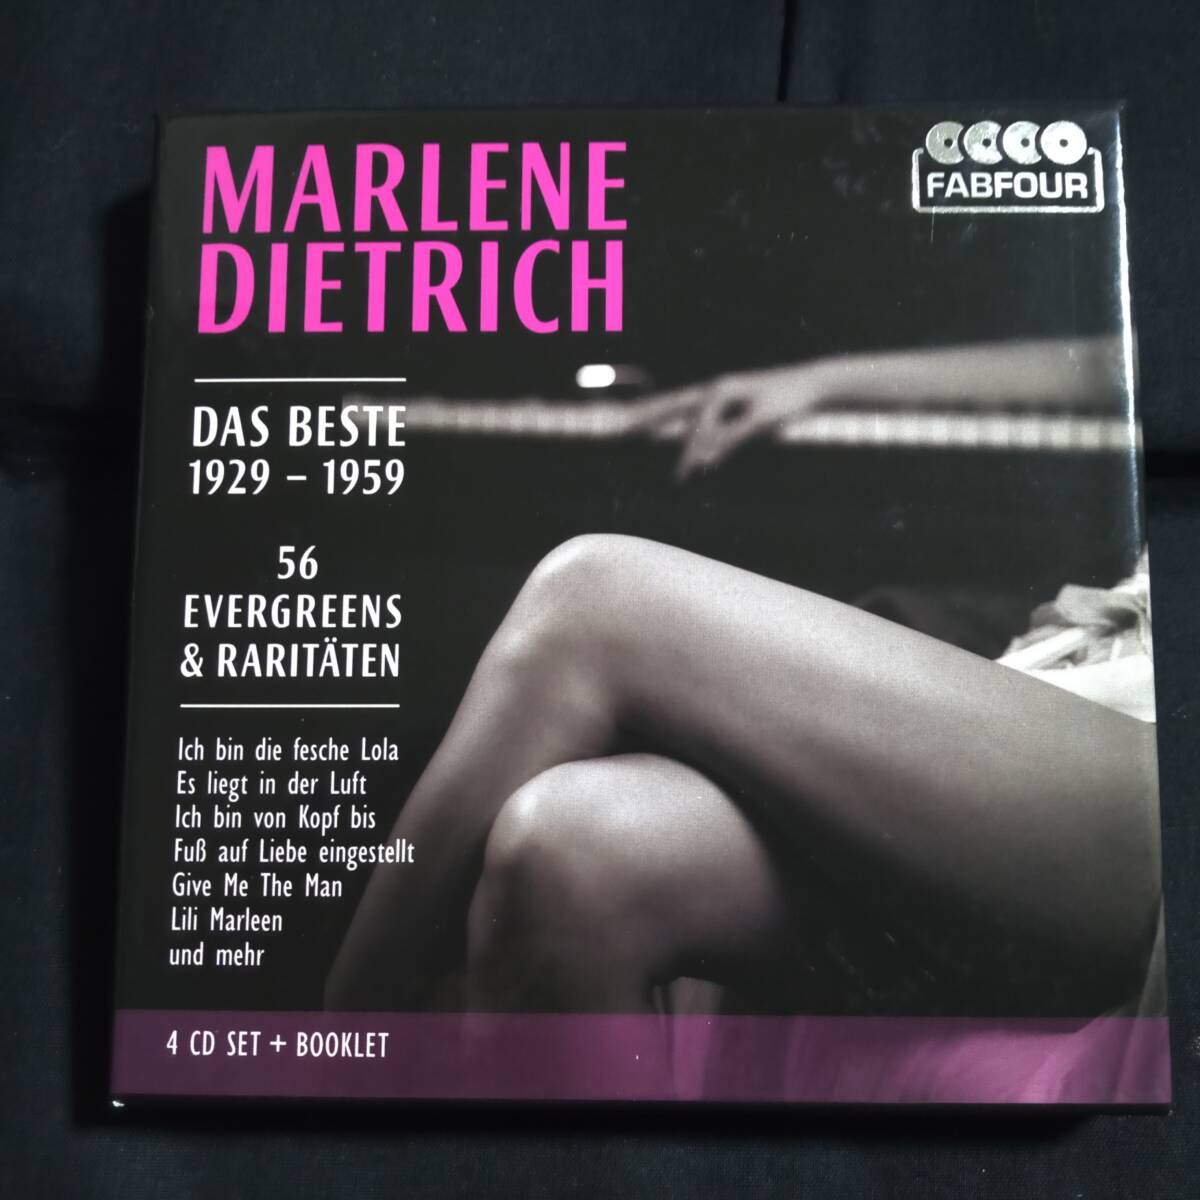 MARLENE
DIETRICH
FABFOUR
DAS BESTE
1929 – 1959
56
EVERGREENS
& RARITÄTEN
Ich bin die fesche Lola
Es liegt in der Luft
Ich bin von Kopf bis
Fuß auf Liebe eingestellt
Give Me The Man
Lili Marleen
und mehr
4 CD SET + BOOKLET